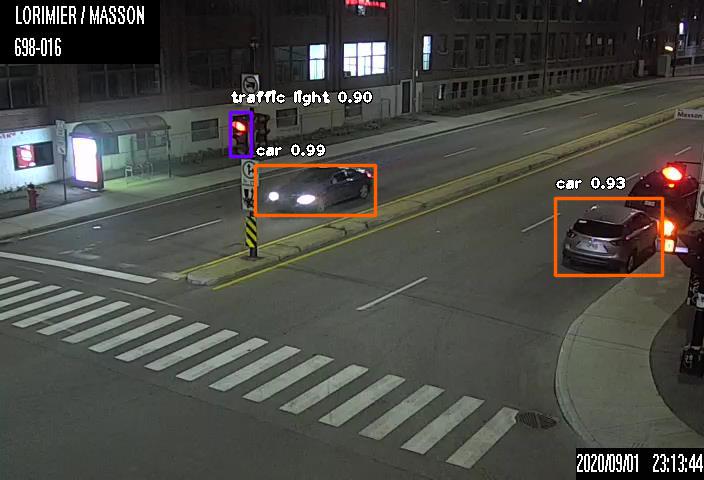 LORIMIER / MASSON
698-016
traffic light 0.90
car 0.99
car 0.93
Masson
2020/09/01 23:13:44